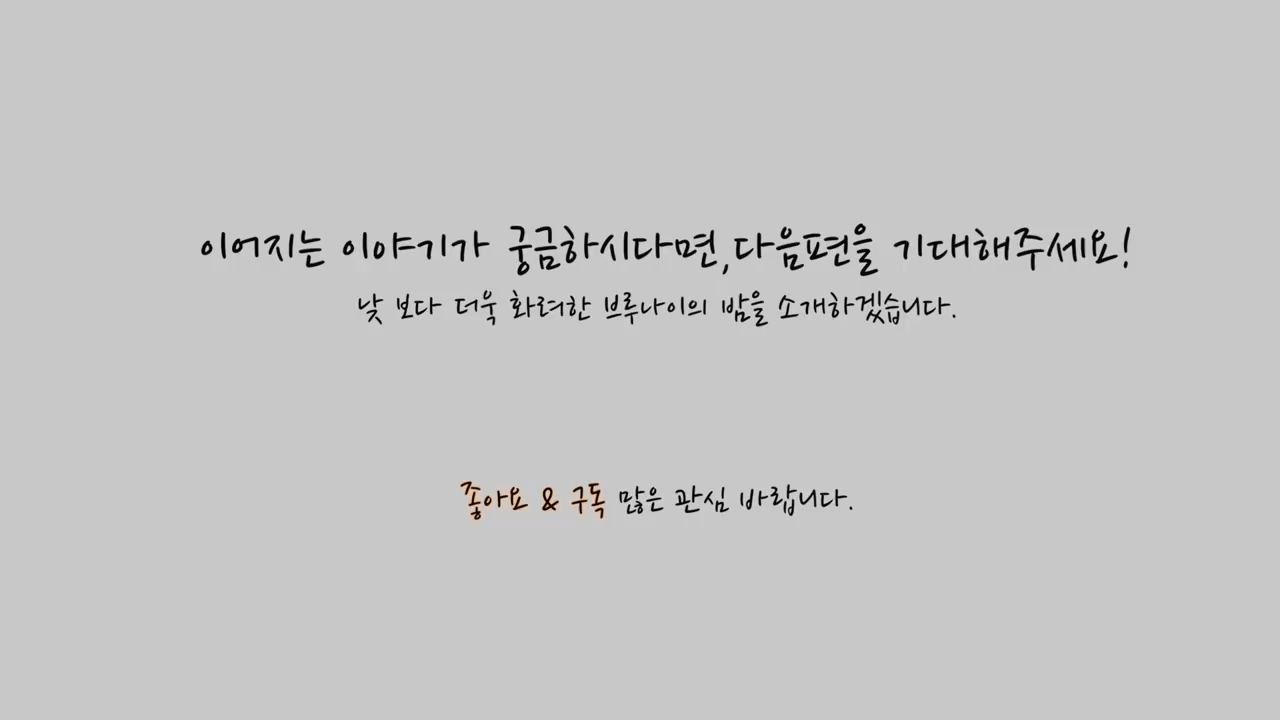 이어지는 이야기가 궁금하시다면,다음편을 기대해주세요!
낮 보다 더욱 화려한 브루나이의 밤을 소개하겠습니다.
좋아요 & 구독 많은 관심 바랍니다.